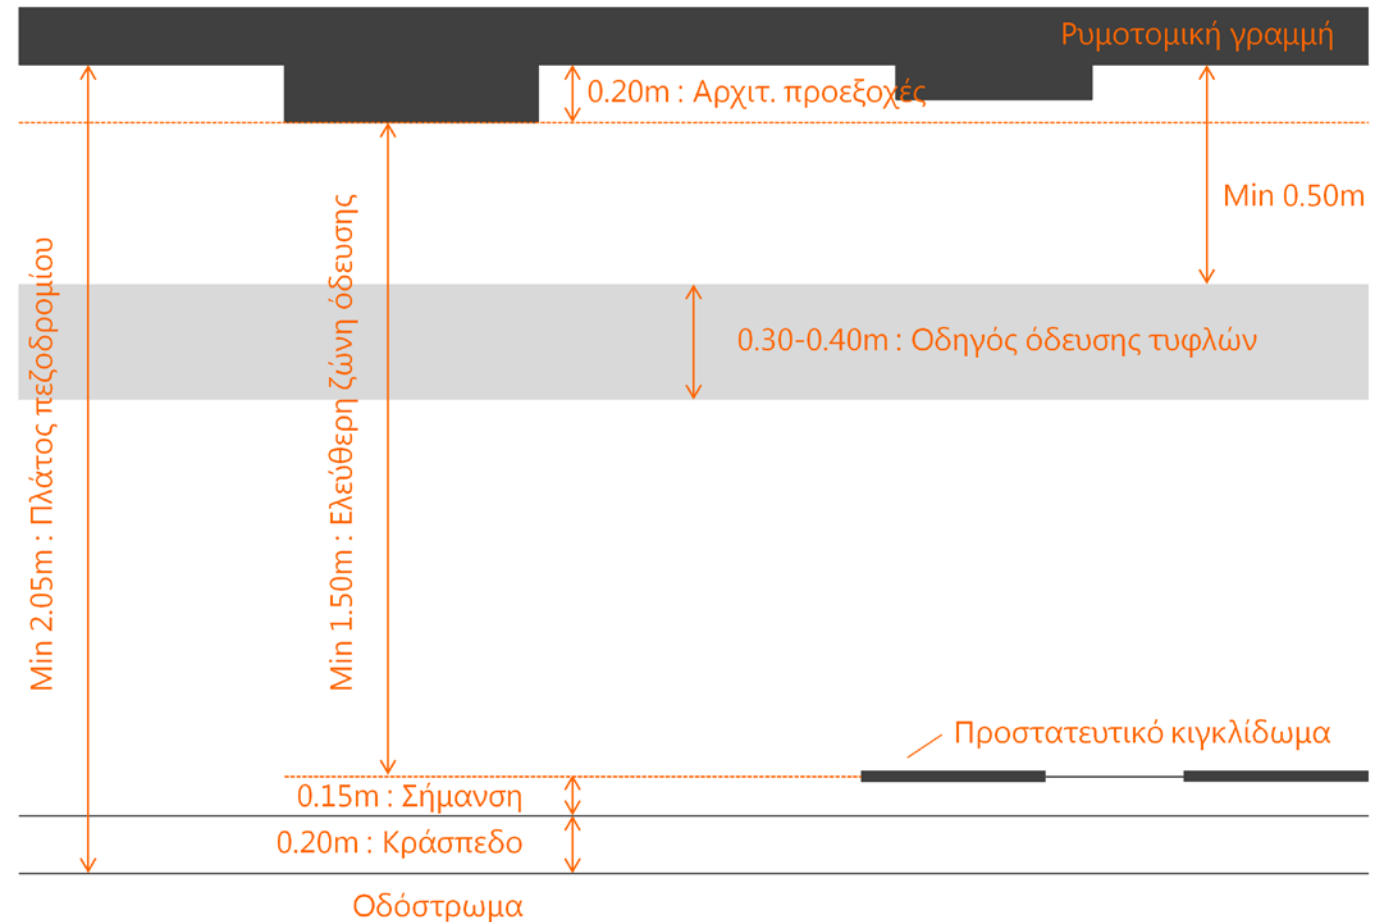 Ρυμοτομική γραμμή
0.20m : Αρχιτ. προεξοχές
Min 0.50m
Min 2.05m : Πλάτος πεζοδρομίου
Min 1.50m : Ελεύθερη ζώνη όδευσης
0.30-0.40m : Οδηγός όδευσης τυφλών
Προστατευτικό κιγκλίδωμα
0.15m : Σήμανση
0.20m : Κράσπεδο
Οδόστρωμα